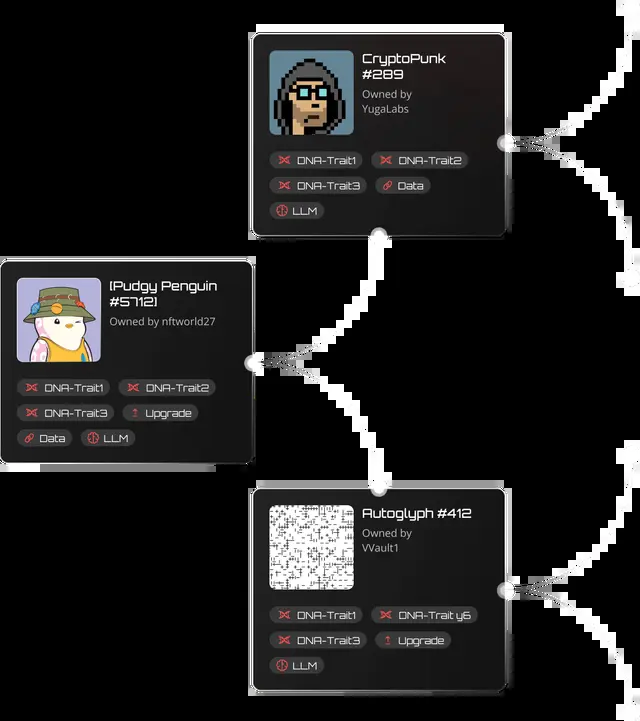 CryptoPunk
#289
Owned by
YugaLabs
DNA-Trait1 DNA-Trait2
DNA-Trait3 Data
LLM
[Pudgy Penguin
#5712]
Owned by nftworld27
DNA-Trait1 DNA-Trait2
DNA-Trait3 Upgrade
Data LLM
Autoglyph #412
Owned by
VVault1
DNA-Trait1 DNA-Trait y6
DNA-Trait3 Upgrade
LLM